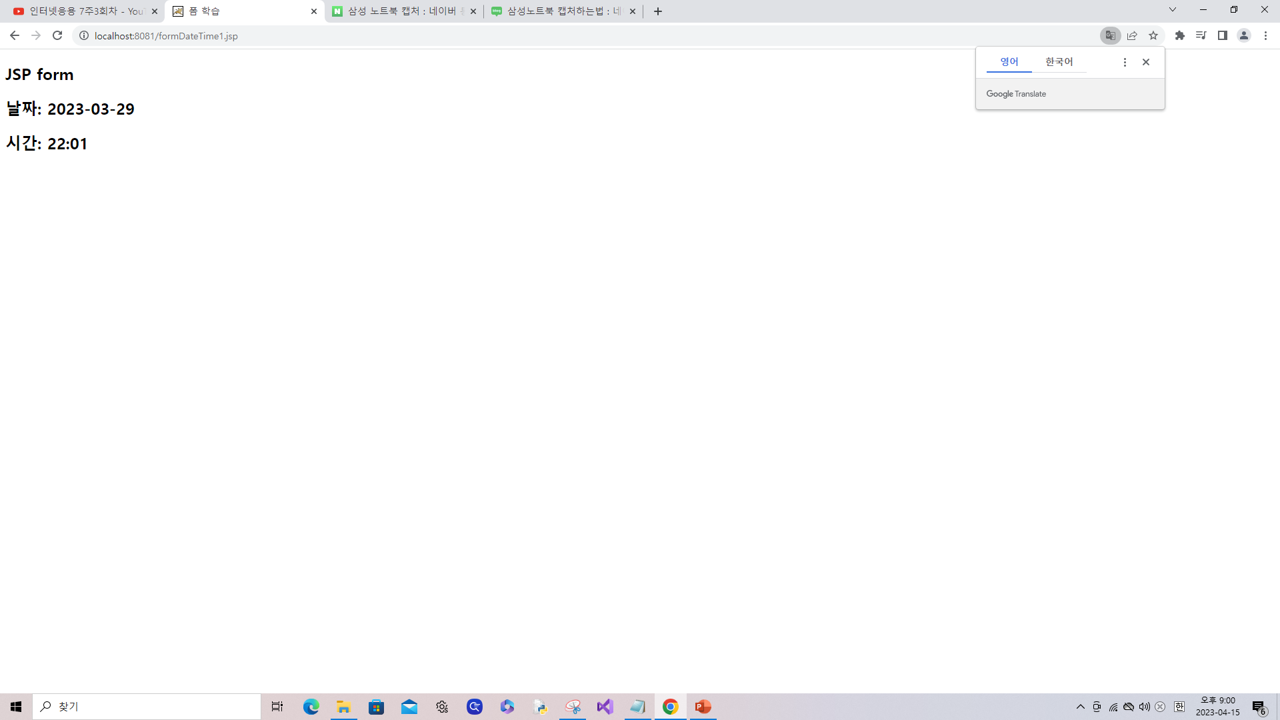 인터넷응용 7주3회차 - You
폼 학습
삼성 노트북 캡처 : 네이버
삼성노트북 캡처하는법 : 네
localhost:8081/formDateTime1.jsp
영어 한국어
Google Translate
JSP form
날짜: 2023-03-29
시간: 22:01
찾기
오후 9:00
2023-04-15
6